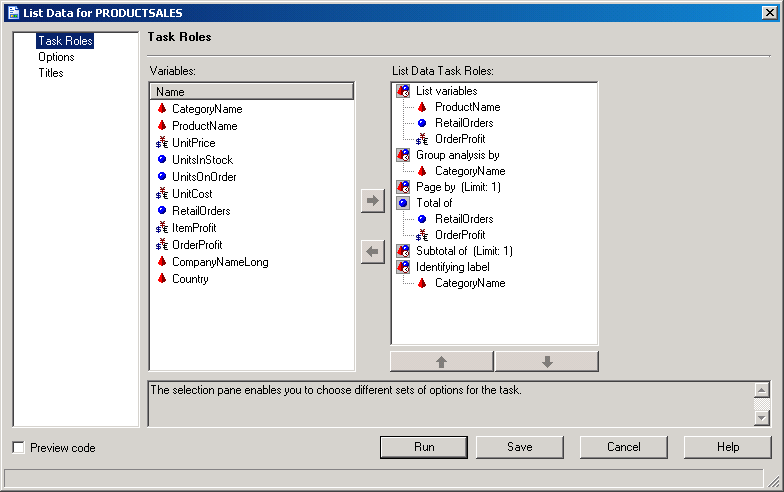 List Data for PRODUCTSALES
Task Roles
Options
Titles
Task Roles
Variables:
Name
CategoryName
ProductName
UnitPrice
UnitsInStock
UnitsOnOrder
UnitCost
RetailOrders
ItemProfit
OrderProfit
CompanyNameLong
Country
List Data Task Roles:
List variables
ProductName
RetailOrders
OrderProfit
Group analysis by
CategoryName
Page by (Limit: 1)
Total of
RetailOrders
OrderProfit
Subtotal of (Limit: 1)
Identifying label
CategoryName
The selection pane enables you to choose different sets of options for the task.
Preview code
Run
Save
Cancel
Help